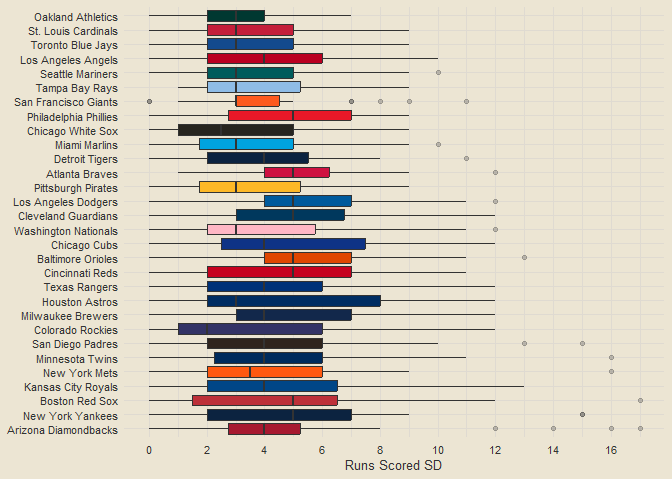 Oakland Athletics
St. Louis Cardinals
Toronto Blue Jays
Los Angeles Angels
Seattle Mariners
Tampa Bay Rays
San Francisco Giants
Philadelphia Phillies
Chicago White Sox
Miami Marlins
Detroit Tigers
Atlanta Braves
Pittsburgh Pirates
Los Angeles Dodgers
Cleveland Guardians
Washington Nationals
Chicago Cubs
Baltimore Orioles
Cincinnati Reds
Texas Rangers
Houston Astros
Milwaukee Brewers
Colorado Rockies
San Diego Padres
Minnesota Twins
New York Mets
Kansas City Royals
Boston Red Sox
New York Yankees
Arizona Diamondbacks
0 2 4 6 8 10 12 14 16
Runs Scored SD